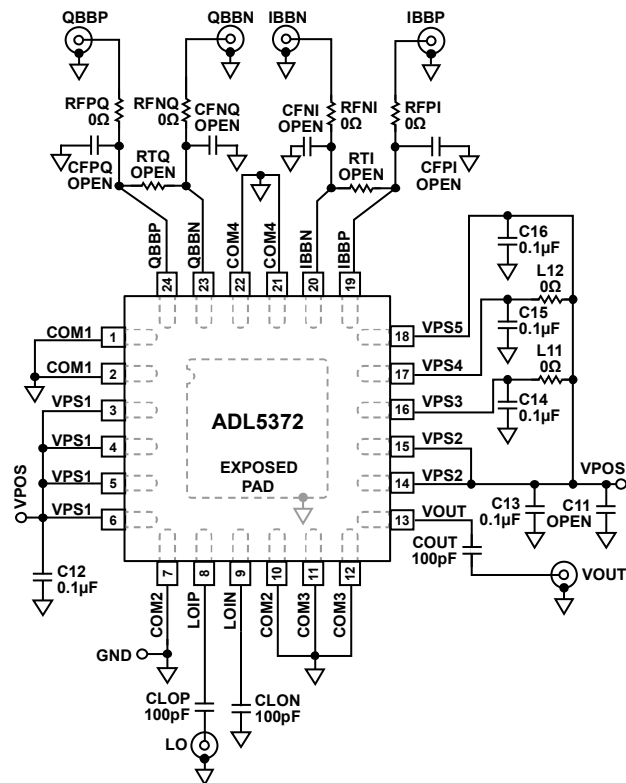 QBBP
QBBN
IBBN
IBBP
RFPQ
0Ω
RFNQ
0Ω
CFNQ
OPEN
CFNI
OPEN
RFNI
0Ω
RFPI
0Ω
CFPQ
OPEN
RTQ
OPEN
RTI
OPEN
CFPI
OPEN
QBBP
QBBN
COM4
COM4
IBBN
IBBP
24
23
22
21
20
19
C16
0.1µF
L12
0Ω
C15
0.1µF
L11
0Ω
C14
0.1µF
COM1
1
COM1
2
VPS1
3
VPS1
4
VPS1
5
VPS1
6
VPOS
C12
0.1µF
ADL5372
EXPOSED
PAD
18
VPS5
17
VPS4
16
VPS3
15
VPS2
14
VPS2
13
VOUT
VPOS
C13
0.1µF
C11
OPEN
COUT
100pF
VOUT
7
8
9
10
11
12
COM2
LOIP
LOIN
COM2
COM3
COM3
GND
CLOP
100pF
CLON
100pF
LO